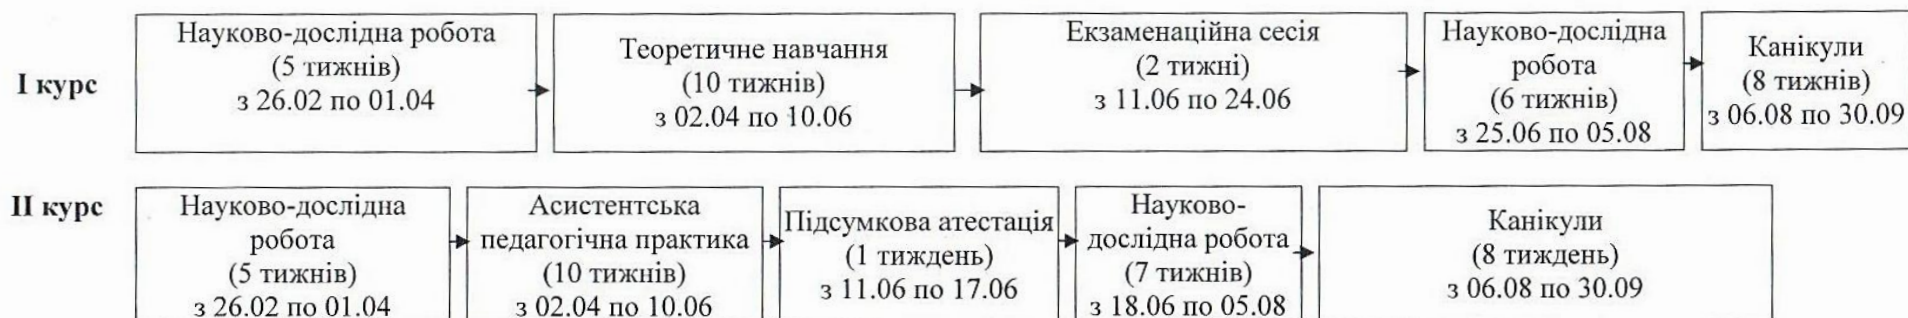 І курс
Науково-дослідна робота
(5 тижнів)
з 26.02 по 01.04
Теоретичне навчання
(10 тижнів)
з 02.04 по 10.06
Екзаменаційна сесія
(2 тижні)
з 11.06 по 24.06
Науково-дослідна
робота
(6 тижнів)
з 25.06 по 05.08
Канікули
(8 тижнів)
з 06.08 по 30.09
ІІ курс
Науково-дослідна
робота
(5 тижнів)
з 26.02 по 01.04
Асистентська
педагогічна практика
(10 тижнів)
з 02.04 по 10.06
Підсумкова атестація
(1 тиждень)
з 11.06 по 17.06
Науково-
дослідна робота
(7 тижнів)
з 18.06 по 05.08
Канікули
(8 тиждень)
з 06.08 по 30.09